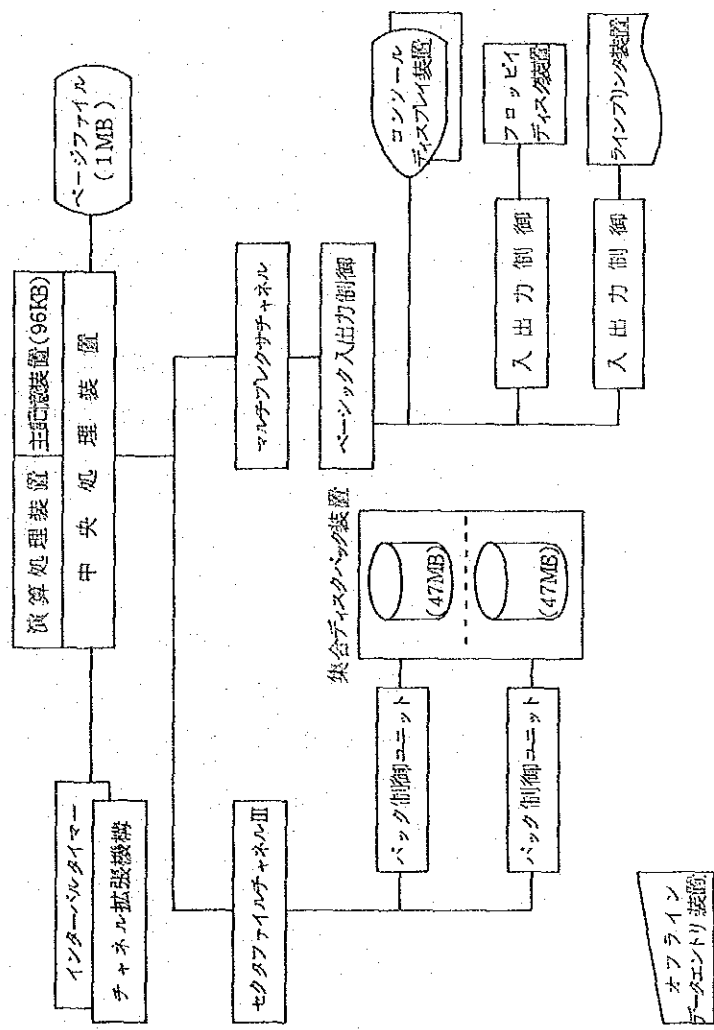 インターバルタイマー
チャネル拡張機構
演算処理装置
主記憶装置(96KB)
中央処理装置
ページファイル
(1MB)
セクタファイルチャネルⅢ
マルチプレクサチャネル
ベーシック入出力制御
集合ディスクパック装置
パック制御ユニット
(47MB)
パック制御ユニット
(47MB)
コンソール
ディスプレイ装置
入出力制御
フロッピィ
ディスク装置
入出力制御
ラインプリンタ装置
オフライン
データエントリ装置